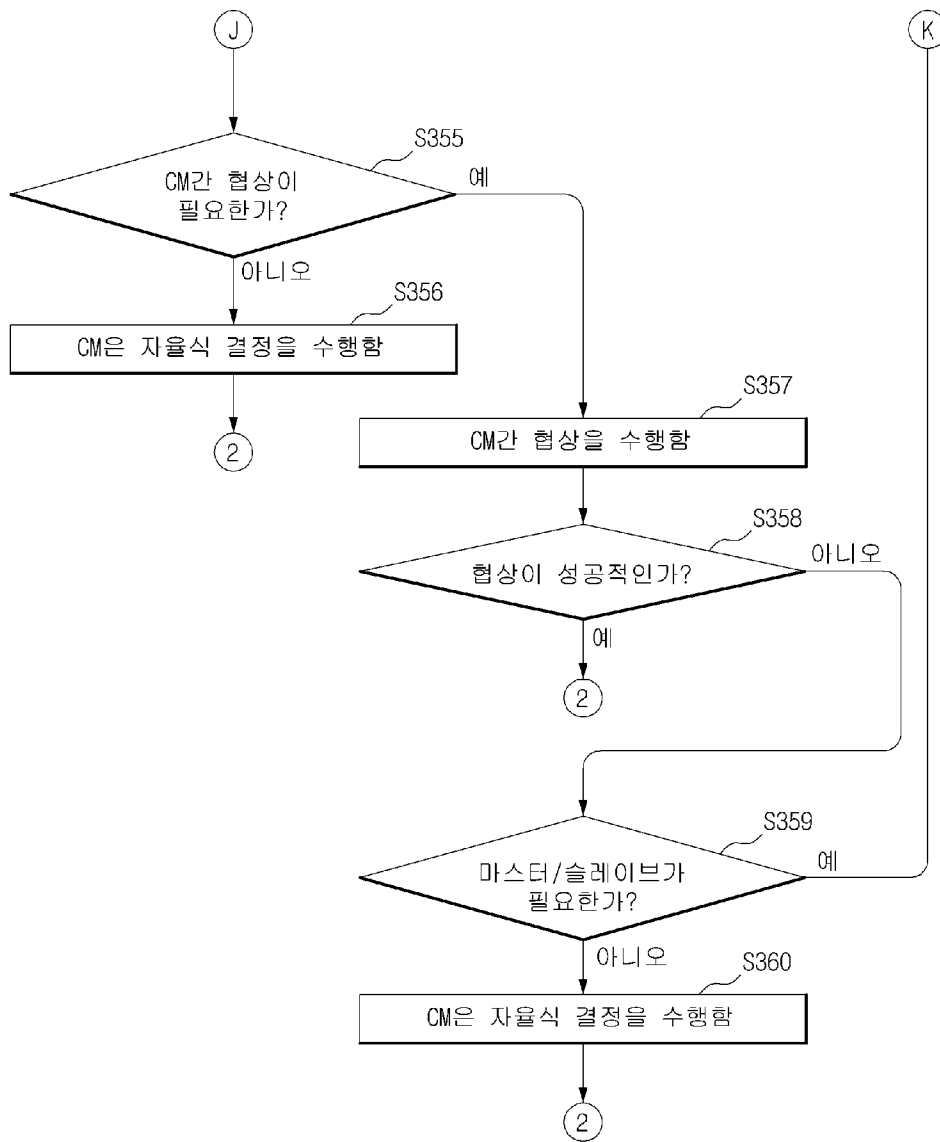 J
K
S355
CM간 협상이
필요한가?
예
아니오
S356
CM은 자율식 결정을 수행함
2
S357
CM간 협상을 수행함
S358
협상이 성공적인가?
아니오
예
2
S359
마스터/슬레이브가
필요한가?
예
아니오
S360
CM은 자율식 결정을 수행함
2